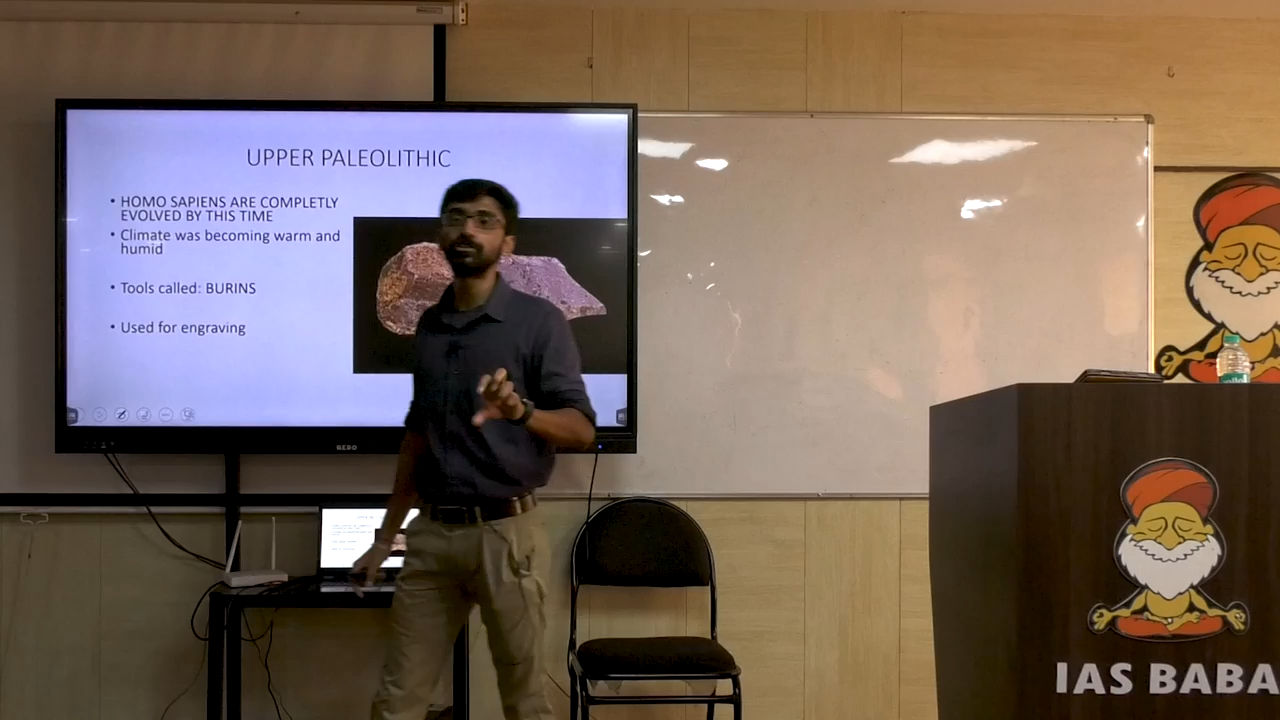 UPPER PALEOLITHIC
• HOMO SAPIENS ARE COMPLETLY
EVOLVED BY THIS TIME
• Climate was becoming warm and
humid
• Tools called: BURINS
• Used for engraving
IAS BABA